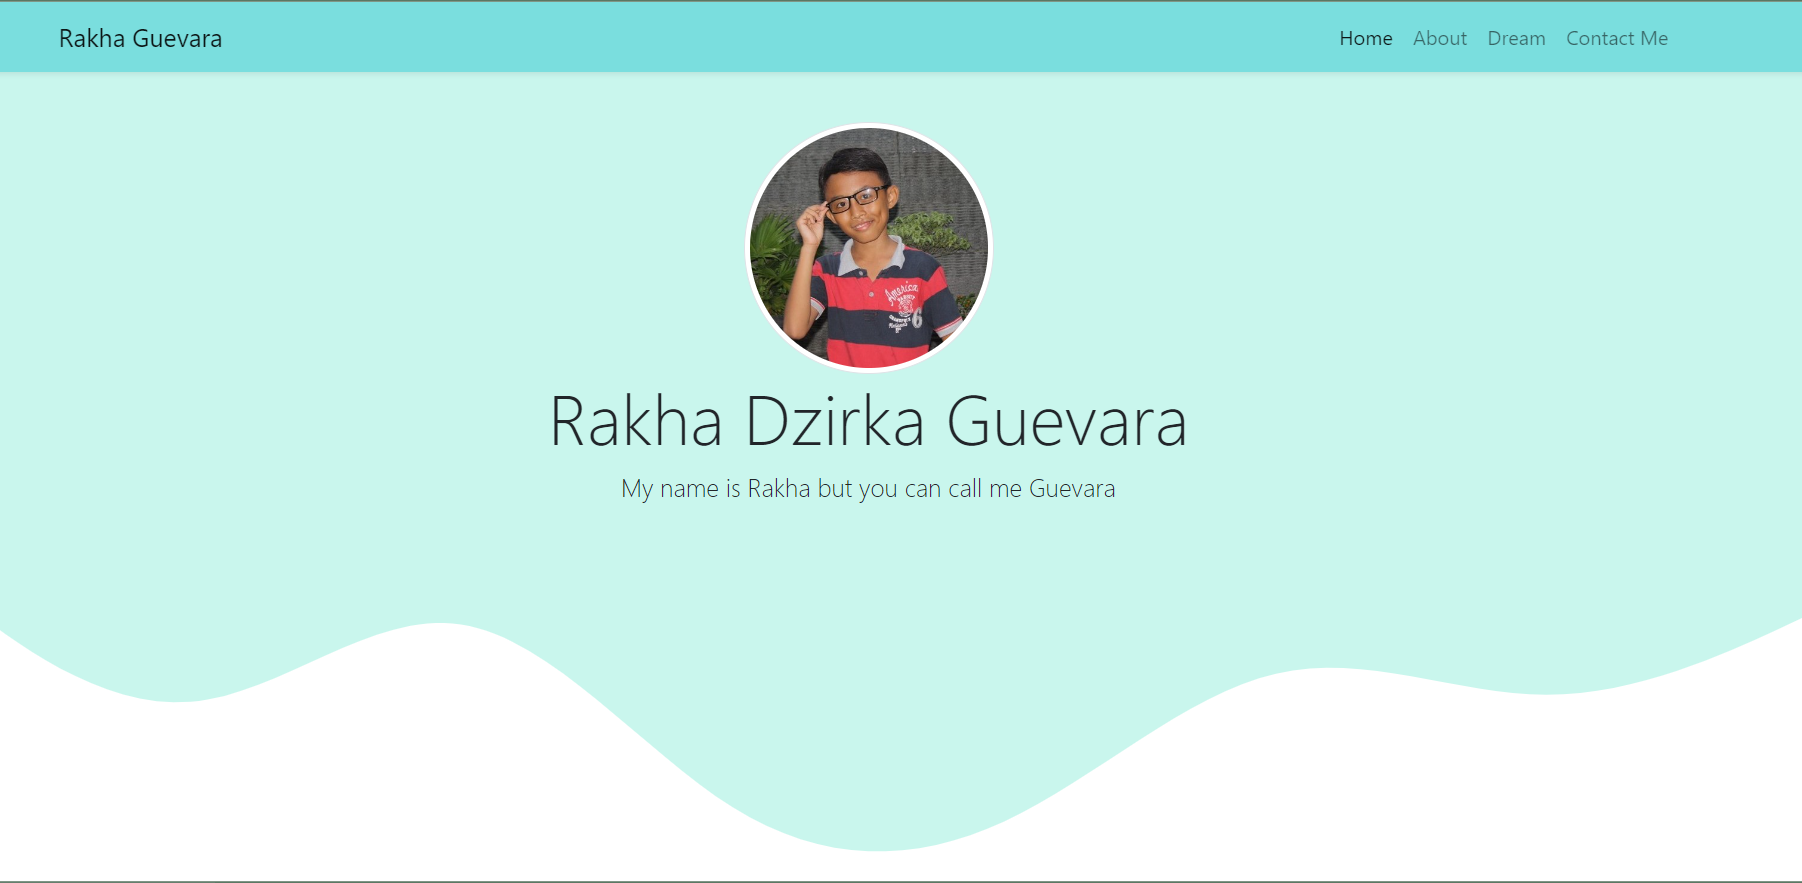 Rakha Guevara
Home About Dream Contact Me
American
6
Rakha Dzirka Guevara
My name is Rakha but you can call me Guevara